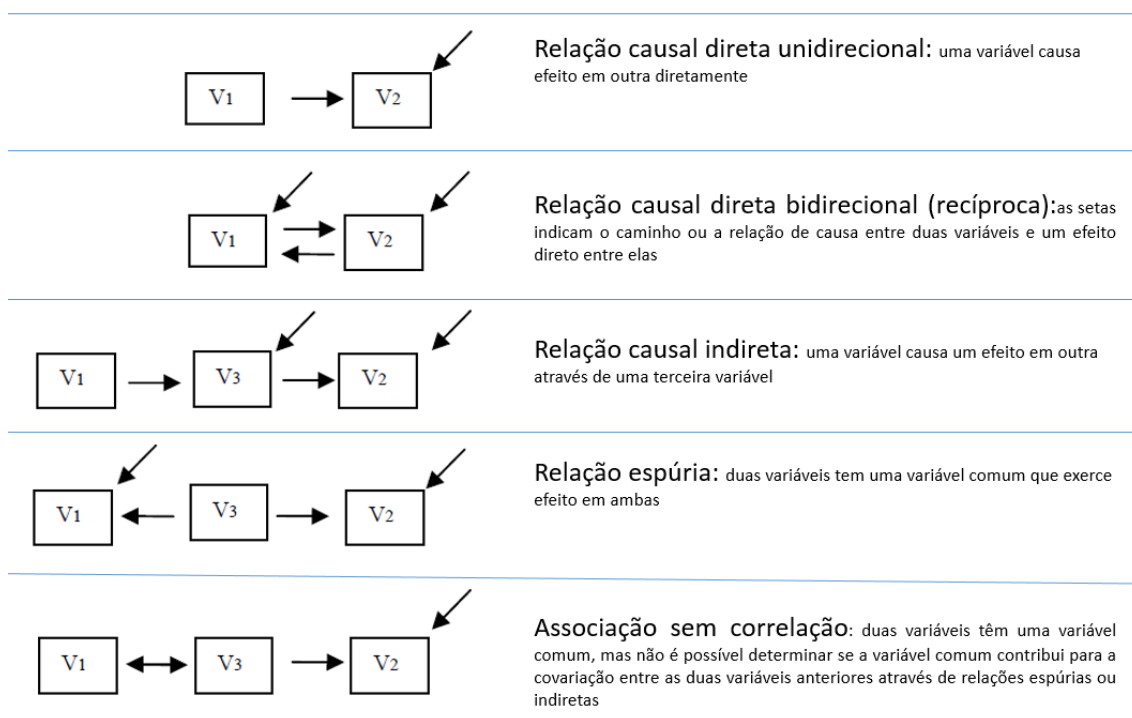 Relação causal direta unidirecional: uma variável causa
efeito em outra diretamente
V1
V2
Relação causal direta bidirecional (recíproca):as setas
indicam o caminho ou a relação de causa entre duas variáveis e um efeito
direto entre elas
V1
V2
Relação causal indireta: uma variável causa um efeito em outra
através de uma terceira variável
V1
V3
V2
Relação espúria: duas variáveis tem uma variável comum que exerce
efeito em ambas
V1
V3
V2
Associação sem correlação: duas variáveis têm uma variável
comum, mas não é possível determinar se a variável comum contribui para a
covariação entre as duas variáveis anteriores através de relações espúrias ou
indiretas
V1
V3
V2